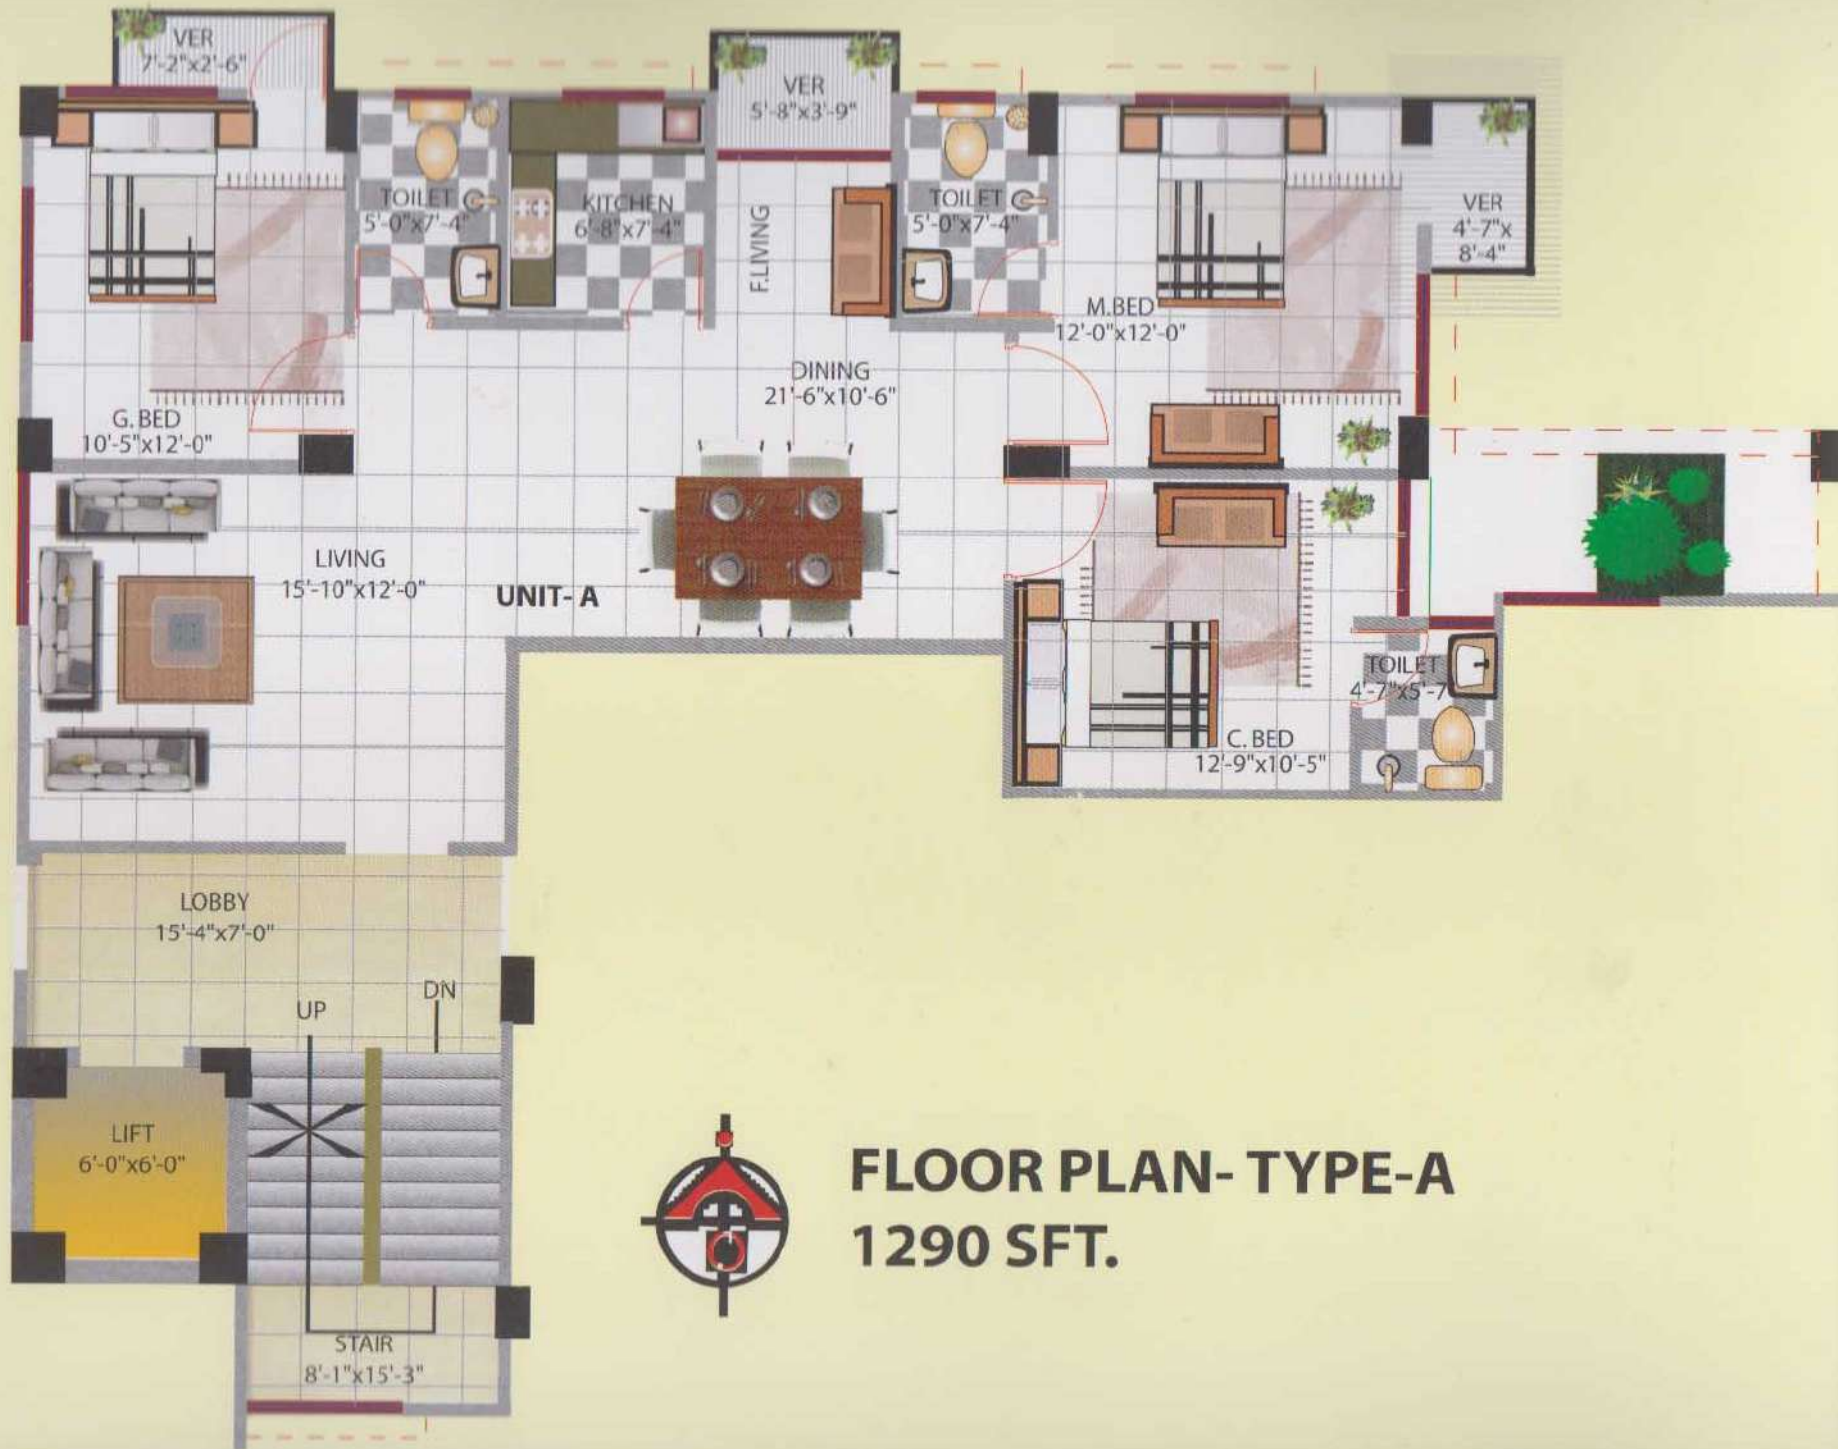 VER
7'-2"x2'-6"
VER
5'-8"x3'-9"
TOILET
5'-0"x7'-4"
KITCHEN
6'-8"x7'-4"
F.LIVING
TOILET
5'-0"x7'-4"
VER
4'-7"x
8'-4"
M.BED
12'-0"x12'-0"
DINING
21'-6"x10'-6"
G. BED
10'-5"x12'-0"
LIVING
15'-10"x12'-0"
UNIT- A
TOILET
4'-7"x5'-7
C. BED
12'-9"x10'-5"
LOBBY
15'-4"x7'-0"
UP
DN
LIFT
6'-0"x6'-0"
STAIR
8'-1"x15'-3"
FLOOR PLAN- TYPE-A
1290 SFT.